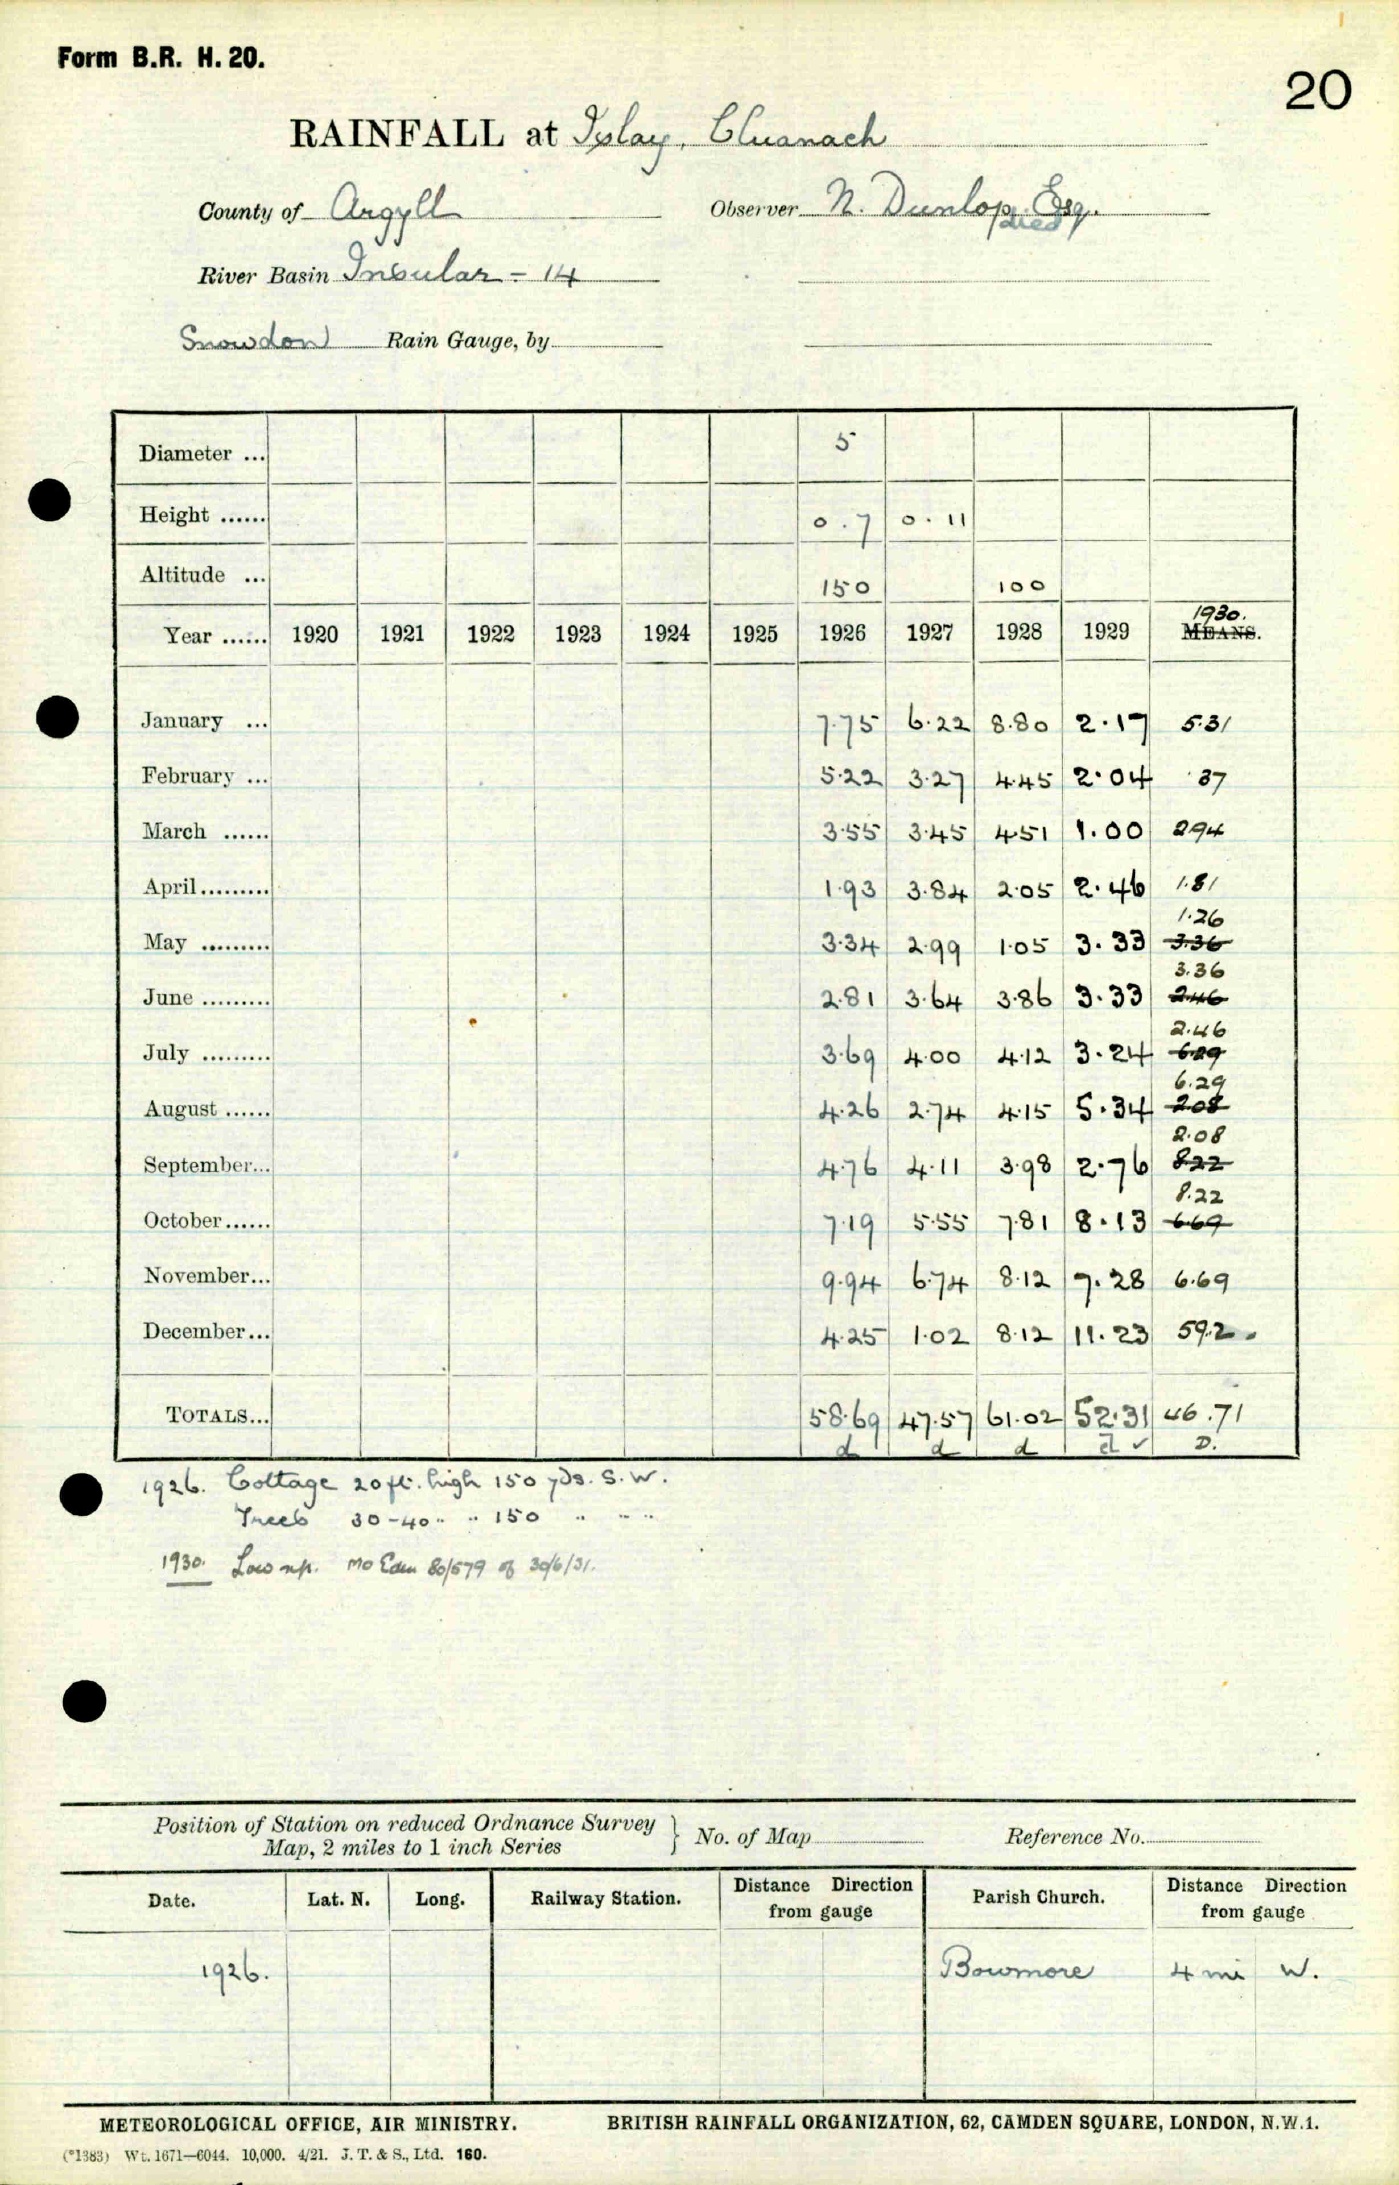 Form B.R. H. 20.
20
RAINFALL at Islay, Cluanach
County of Argyll Observer N. Dunlop, Esq.
died
River Basin Insular - 14
Snowdon Rain Gauge, by
Diameter ... 5
Height ...... 0.7 0.11
Altitude ... 150 100
1930.
Year ...... 1920 1921 1922 1923 1924 1925 1926 1927 1928 1929 MEANS.
January ... 7.75 6.22 8.80 2.17 5.31
February ... 5.22 3.27 4.45 2.04 .37
March ...... 3.55 3.45 4.51 1.00 2.94
April......... 1.93 3.84 2.05 2.46 1.81
1.26
May ......... 3.34 2.99 1.05 3.33 3.36
3.36
June ......... 2.81 3.64 3.86 3.33 2.46
2.46
July ......... 3.69 4.00 4.12 3.24 6.29
6.29
August ...... 4.26 2.74 4.15 5.34 2.08
2.08
September... 4.76 4.11 3.98 2.76 8.22
8.22
October...... 7.19 5.55 7.81 8.13 6.69
November... 9.94 6.74 8.12 7.28 6.69
December... 4.25 1.02 8.12 11.23 5.92
TOTALS... 58.69 47.57 61.02 52.31 46.71
d d d d ✓ D.
1926. Cottage 20 ft. high 150 yds. S.W.
Trees 30-40 " " 150 " " "
1930. Low 80/579 of 30/6/31.
Position of Station on reduced Ordnance Survey
Map, 2 miles to 1 inch Series } No. of Map Reference No.
Date. Lat. N. Long. Railway Station. Distance Direction from gauge Parish Church. Distance Direction from gauge
1926. Bowmore 4 mi W.
METEOROLOGICAL OFFICE, AIR MINISTRY. BRITISH RAINFALL ORGANIZATION, 62, CAMDEN SQUARE, LONDON, N.W.1.
(*1383) Wt. 1671—6044. 10,000. 4/21. J. T. & S., Ltd. 160.